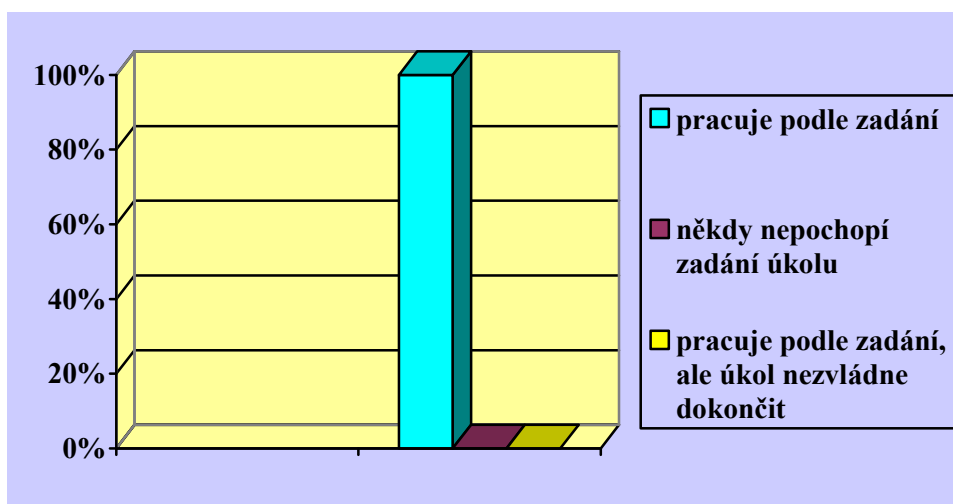 100%
80%
60%
40%
20%
0%
pracuje podle zadání
někdy nepochopí
zadání úkolu
pracuje podle zadání,
ale úkol nezvládne
dokončit